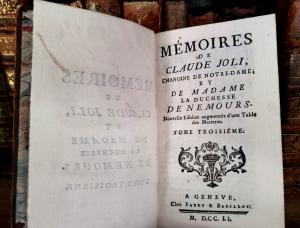 MÉMOIRES
DE
CLAUDE JOLI,
CHANOINE DE NOTRE-DAME;
ET
DE MADAME
LA DUCHESSE
DE NEMOURS.
Nouvelle Edition augmentée d'une Table
des Matieres.
TOME TROISIÉME.
A GENEVE,
Chez FABRY & BARILLOT.
M. DCC. LI.